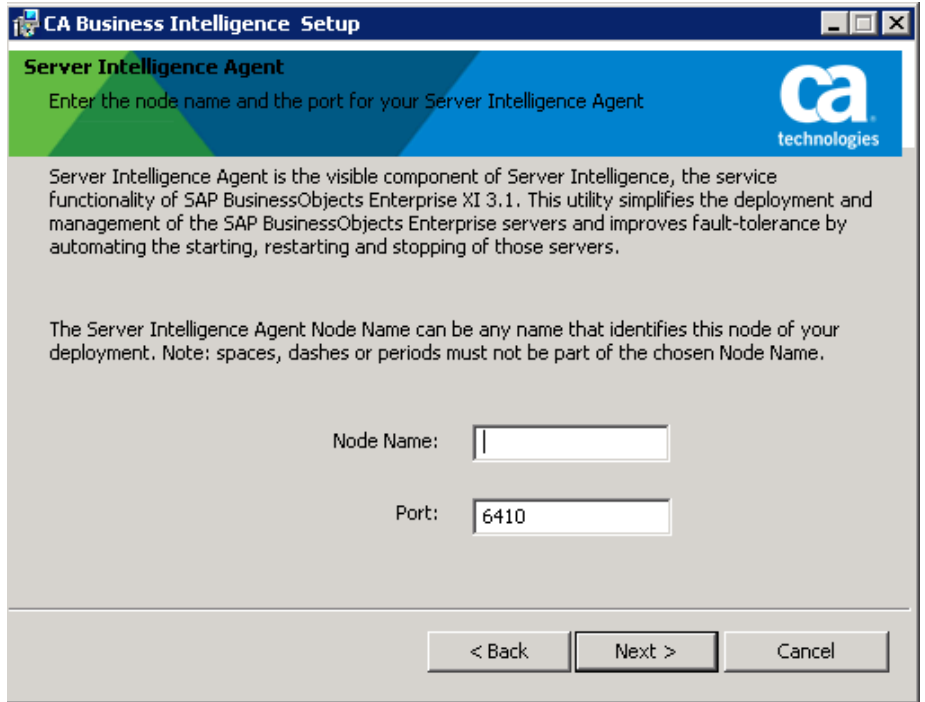 CA Business Intelligence Setup
Server Intelligence Agent
Enter the node name and the port for your Server Intelligence Agent
ca
technologies
Server Intelligence Agent is the visible component of Server Intelligence, the service
functionality of SAP BusinessObjects Enterprise XI 3.1. This utility simplifies the deployment and
management of the SAP BusinessObjects Enterprise servers and improves fault-tolerance by
automating the starting, restarting and stopping of those servers.
The Server Intelligence Agent Node Name can be any name that identifies this node of your
deployment. Note: spaces, dashes or periods must not be part of the chosen Node Name.
Node Name:
Port: 6410
< Back Next > Cancel